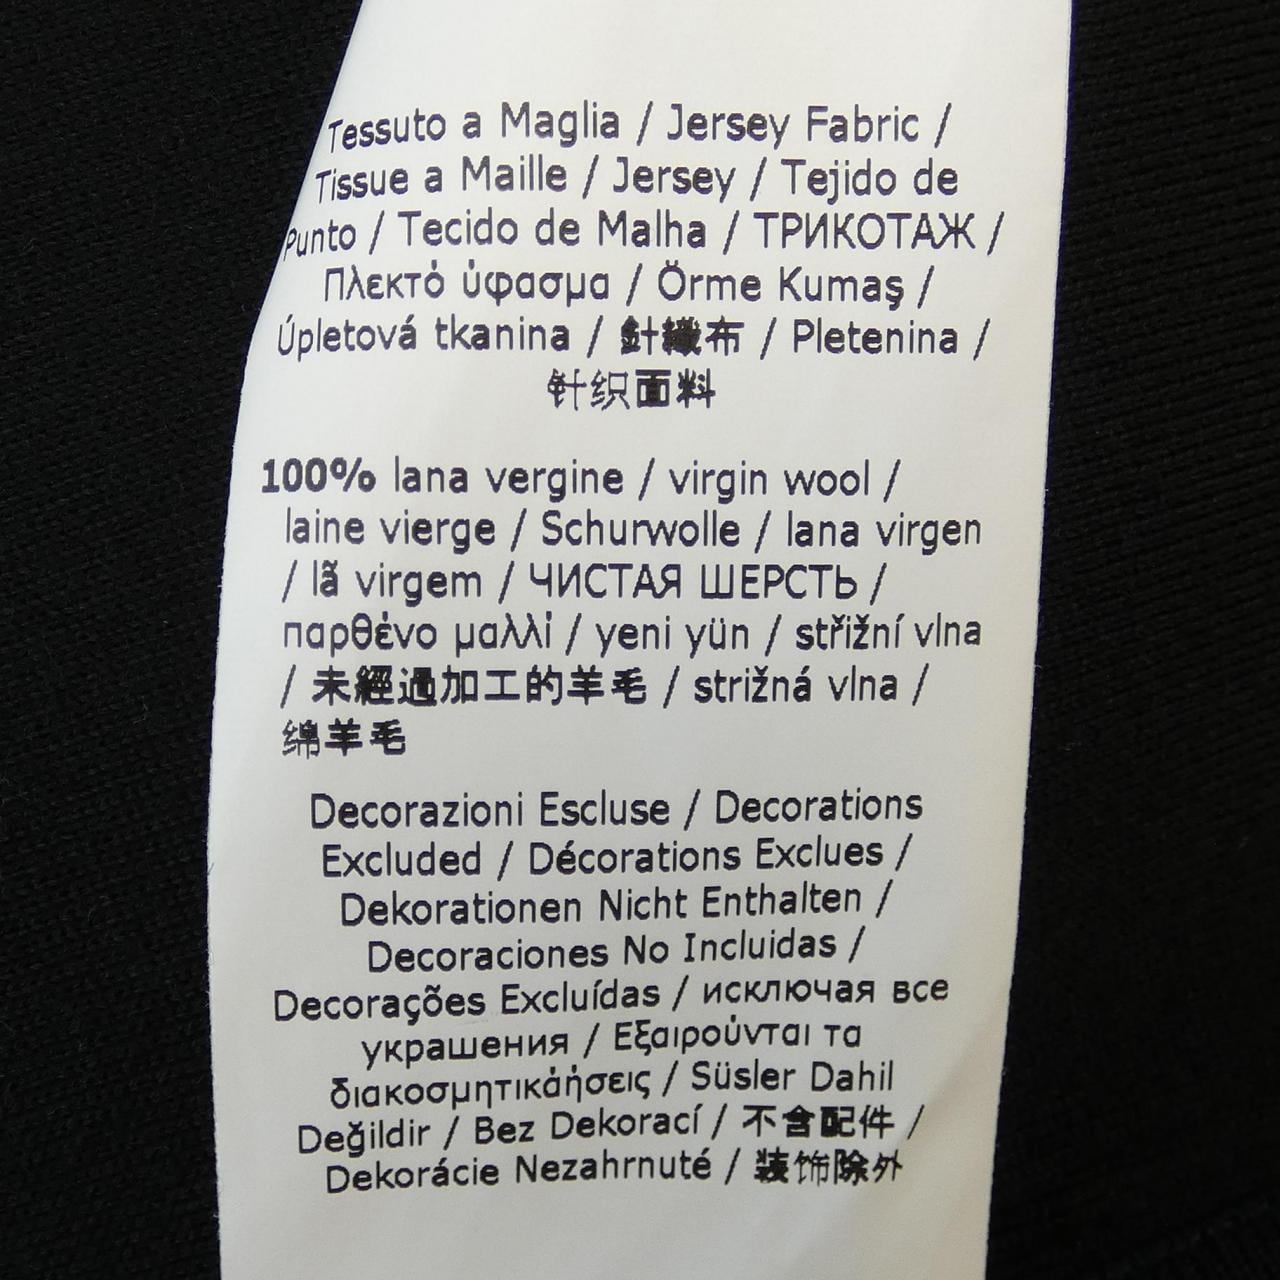 Tessuto a Maglia / Jersey Fabric /
Tissue a Maille / Jersey / Tejido de
Punto / Tecido de Malha / ТРИКОТАЖ /
Πλεκτό ύφασμα / Örme Kumaş /
Úpletová tkanina / 針織布 / Pletenina /
针织面料
100% lana vergine / virgin wool /
laine vierge / Schurwolle / lana virgen
/ lã virgem / ЧИСТАЯ ШЕРСТЬ /
παρθένο μαλλί / yeni yün / střižní vlna
/ 未經過加工的羊毛 / strižná vlna /
绵羊毛
Decorazioni Escluse / Decorations
Excluded / Décorations Exclues /
Dekorationen Nicht Enthalten /
Decoraciones No Incluidas /
Decorações Excluídas / исключая все
украшения / Εξαιρούνται τα
διακοσμητικάήσεις / Süsler Dahil
Değildir / Bez Dekorací / 不含配件 /
Dekorácie Nezahrnuté / 装饰除外